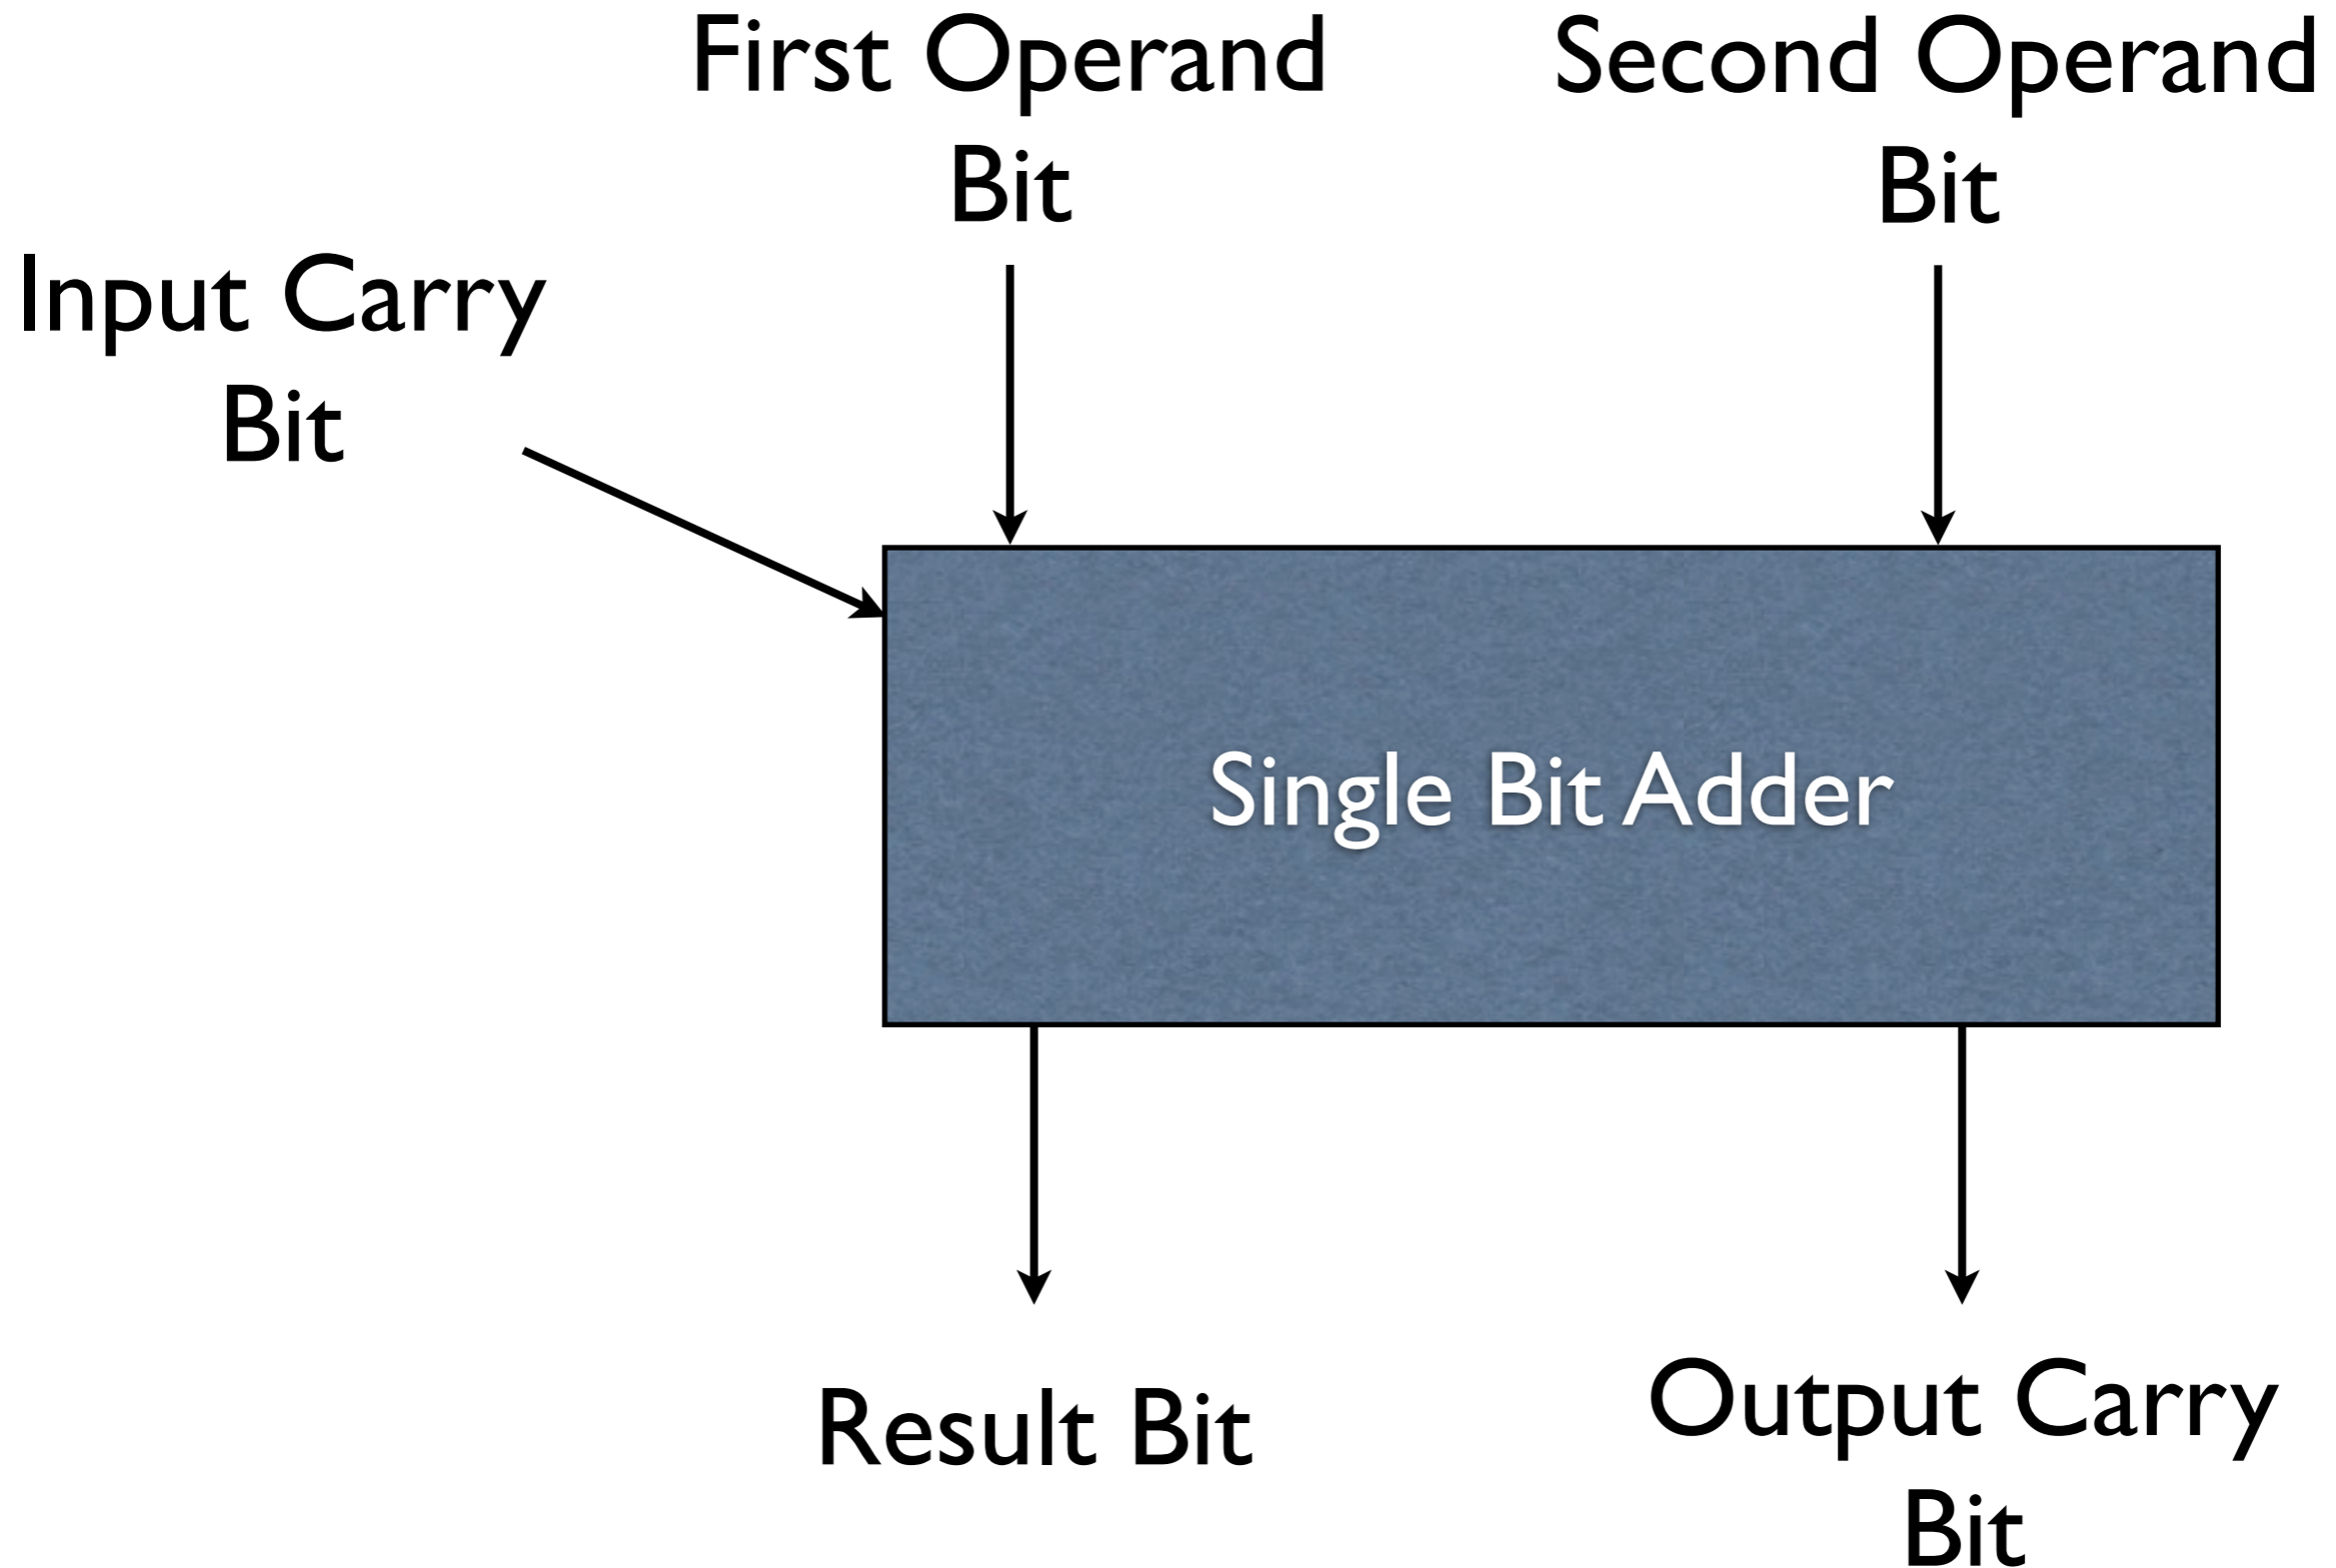 First Operand
Bit
Second Operand
Bit
Input Carry
Bit
Single Bit Adder
Result Bit
Output Carry
Bit